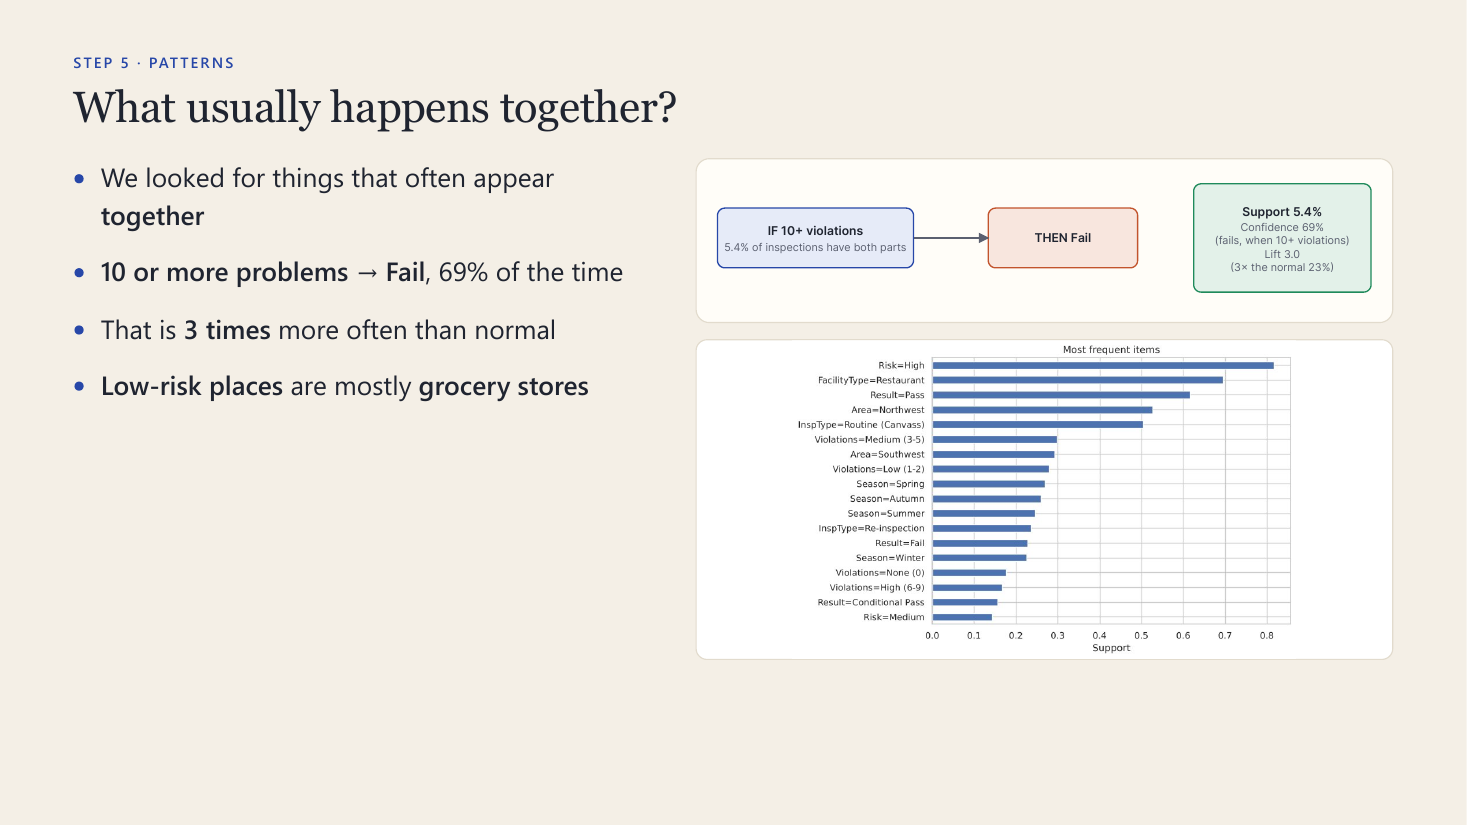 STEP 5 · PATTERNS
What usually happens together?
• We looked for things that often appear
together
• 10 or more problems → Fail, 69% of the time
• That is 3 times more often than normal
• Low-risk places are mostly grocery stores
IF 10+ violations
5.4% of inspections have both parts
THEN Fail
Support 5.4%
Confidence 69%
(fails, when 10+ violations)
Lift 3.0
(3× the normal 23%)
Most frequent items
Risk=High
FacilityType=Restaurant
Result=Pass
Area=Northwest
InspType=Routine (Canvass)
Violations=Medium (3-5)
Area=Southwest
Violations=Low (1-2)
Season=Spring
Season=Autumn
Season=Summer
InspType=Re-inspection
Result=Fail
Season=Winter
Violations=None (0)
Violations=High (6-9)
Result=Conditional Pass
Risk=Medium
0.0 0.1 0.2 0.3 0.4 0.5 0.6 0.7 0.8
Support